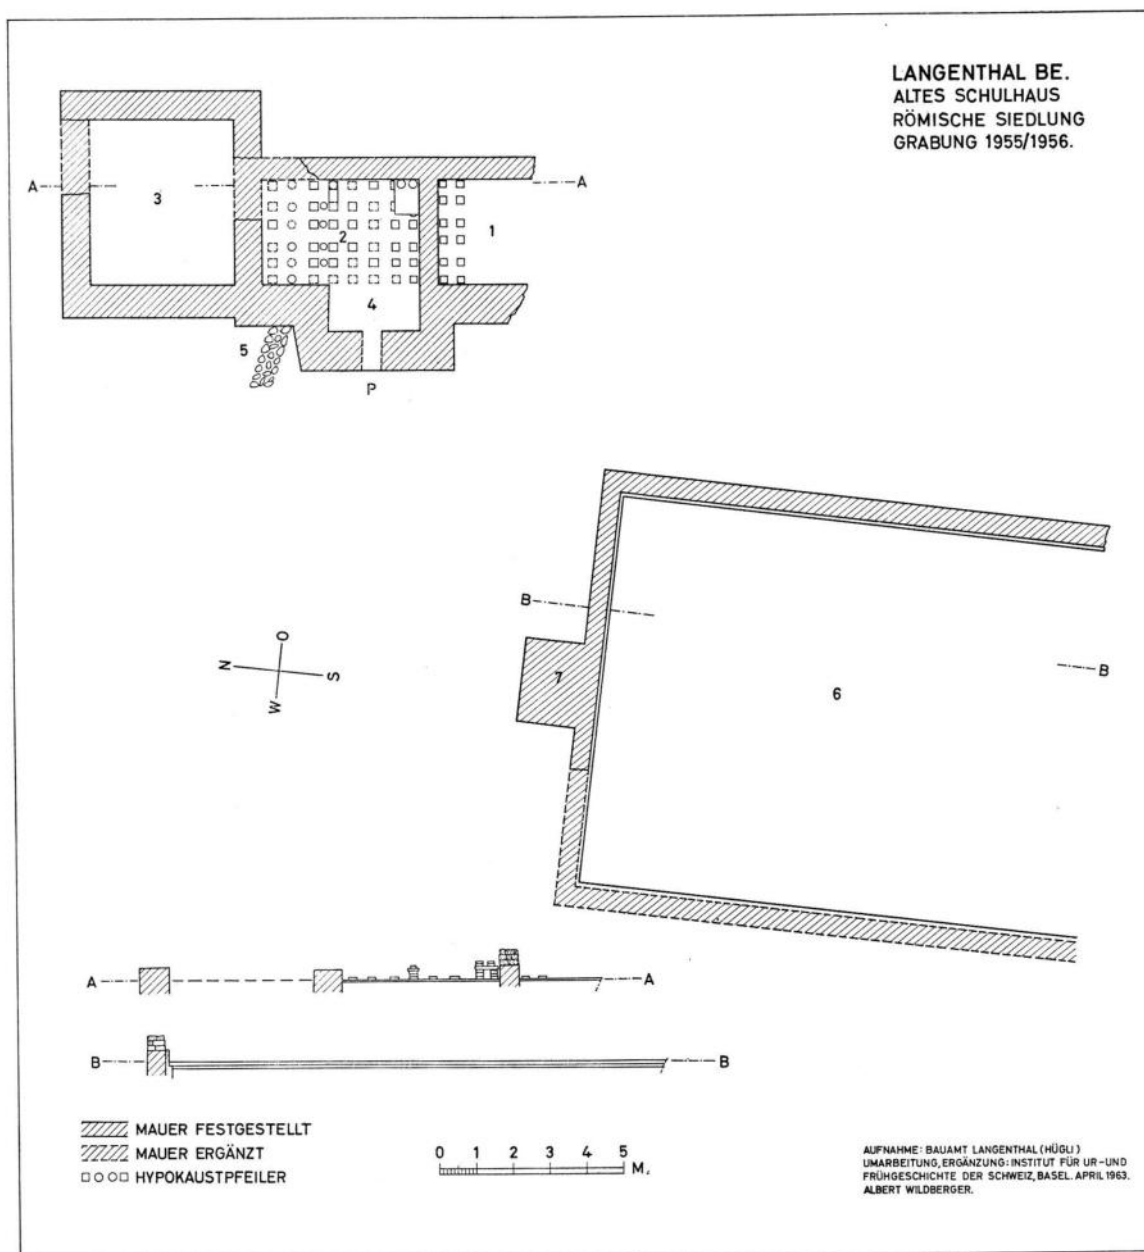 LANGENTHAL BE.
ALTES SCHULHAUS
RÖMISCHE SIEDLUNG
GRABUNG 1955/1956.
A
A
3
2
1
4
5
P
B
B
7
6
N
O
S
W
A
A
B
B
MAUER FESTGESTELLT
MAUER ERGÄNZT
HYPOKAUSTPFEILER
0 1 2 3 4 5
M.
AUFNAHME: BAUAMT LANGENTHAL (HÜGLI)
UMARBEITUNG, ERGÄNZUNG: INSTITUT FÜR UR-UND
FRÜHGESCHICHTE DER SCHWEIZ, BASEL. APRIL 1963.
ALBERT WILDBERGER.